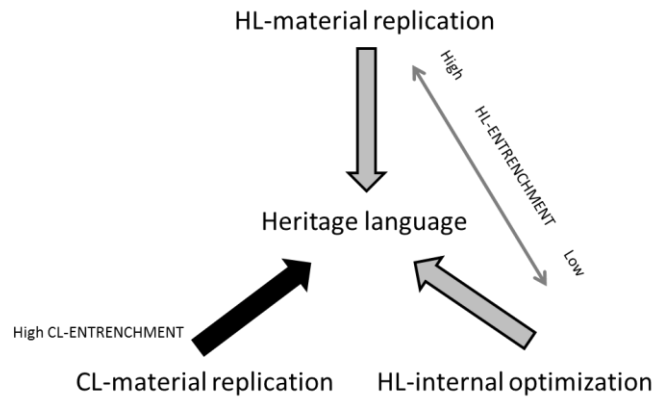 HL-material replication
High
HL-ENTRENCHMENT
Low
Heritage language
High CL-ENTRENCHMENT
CL-material replication
HL-internal optimization